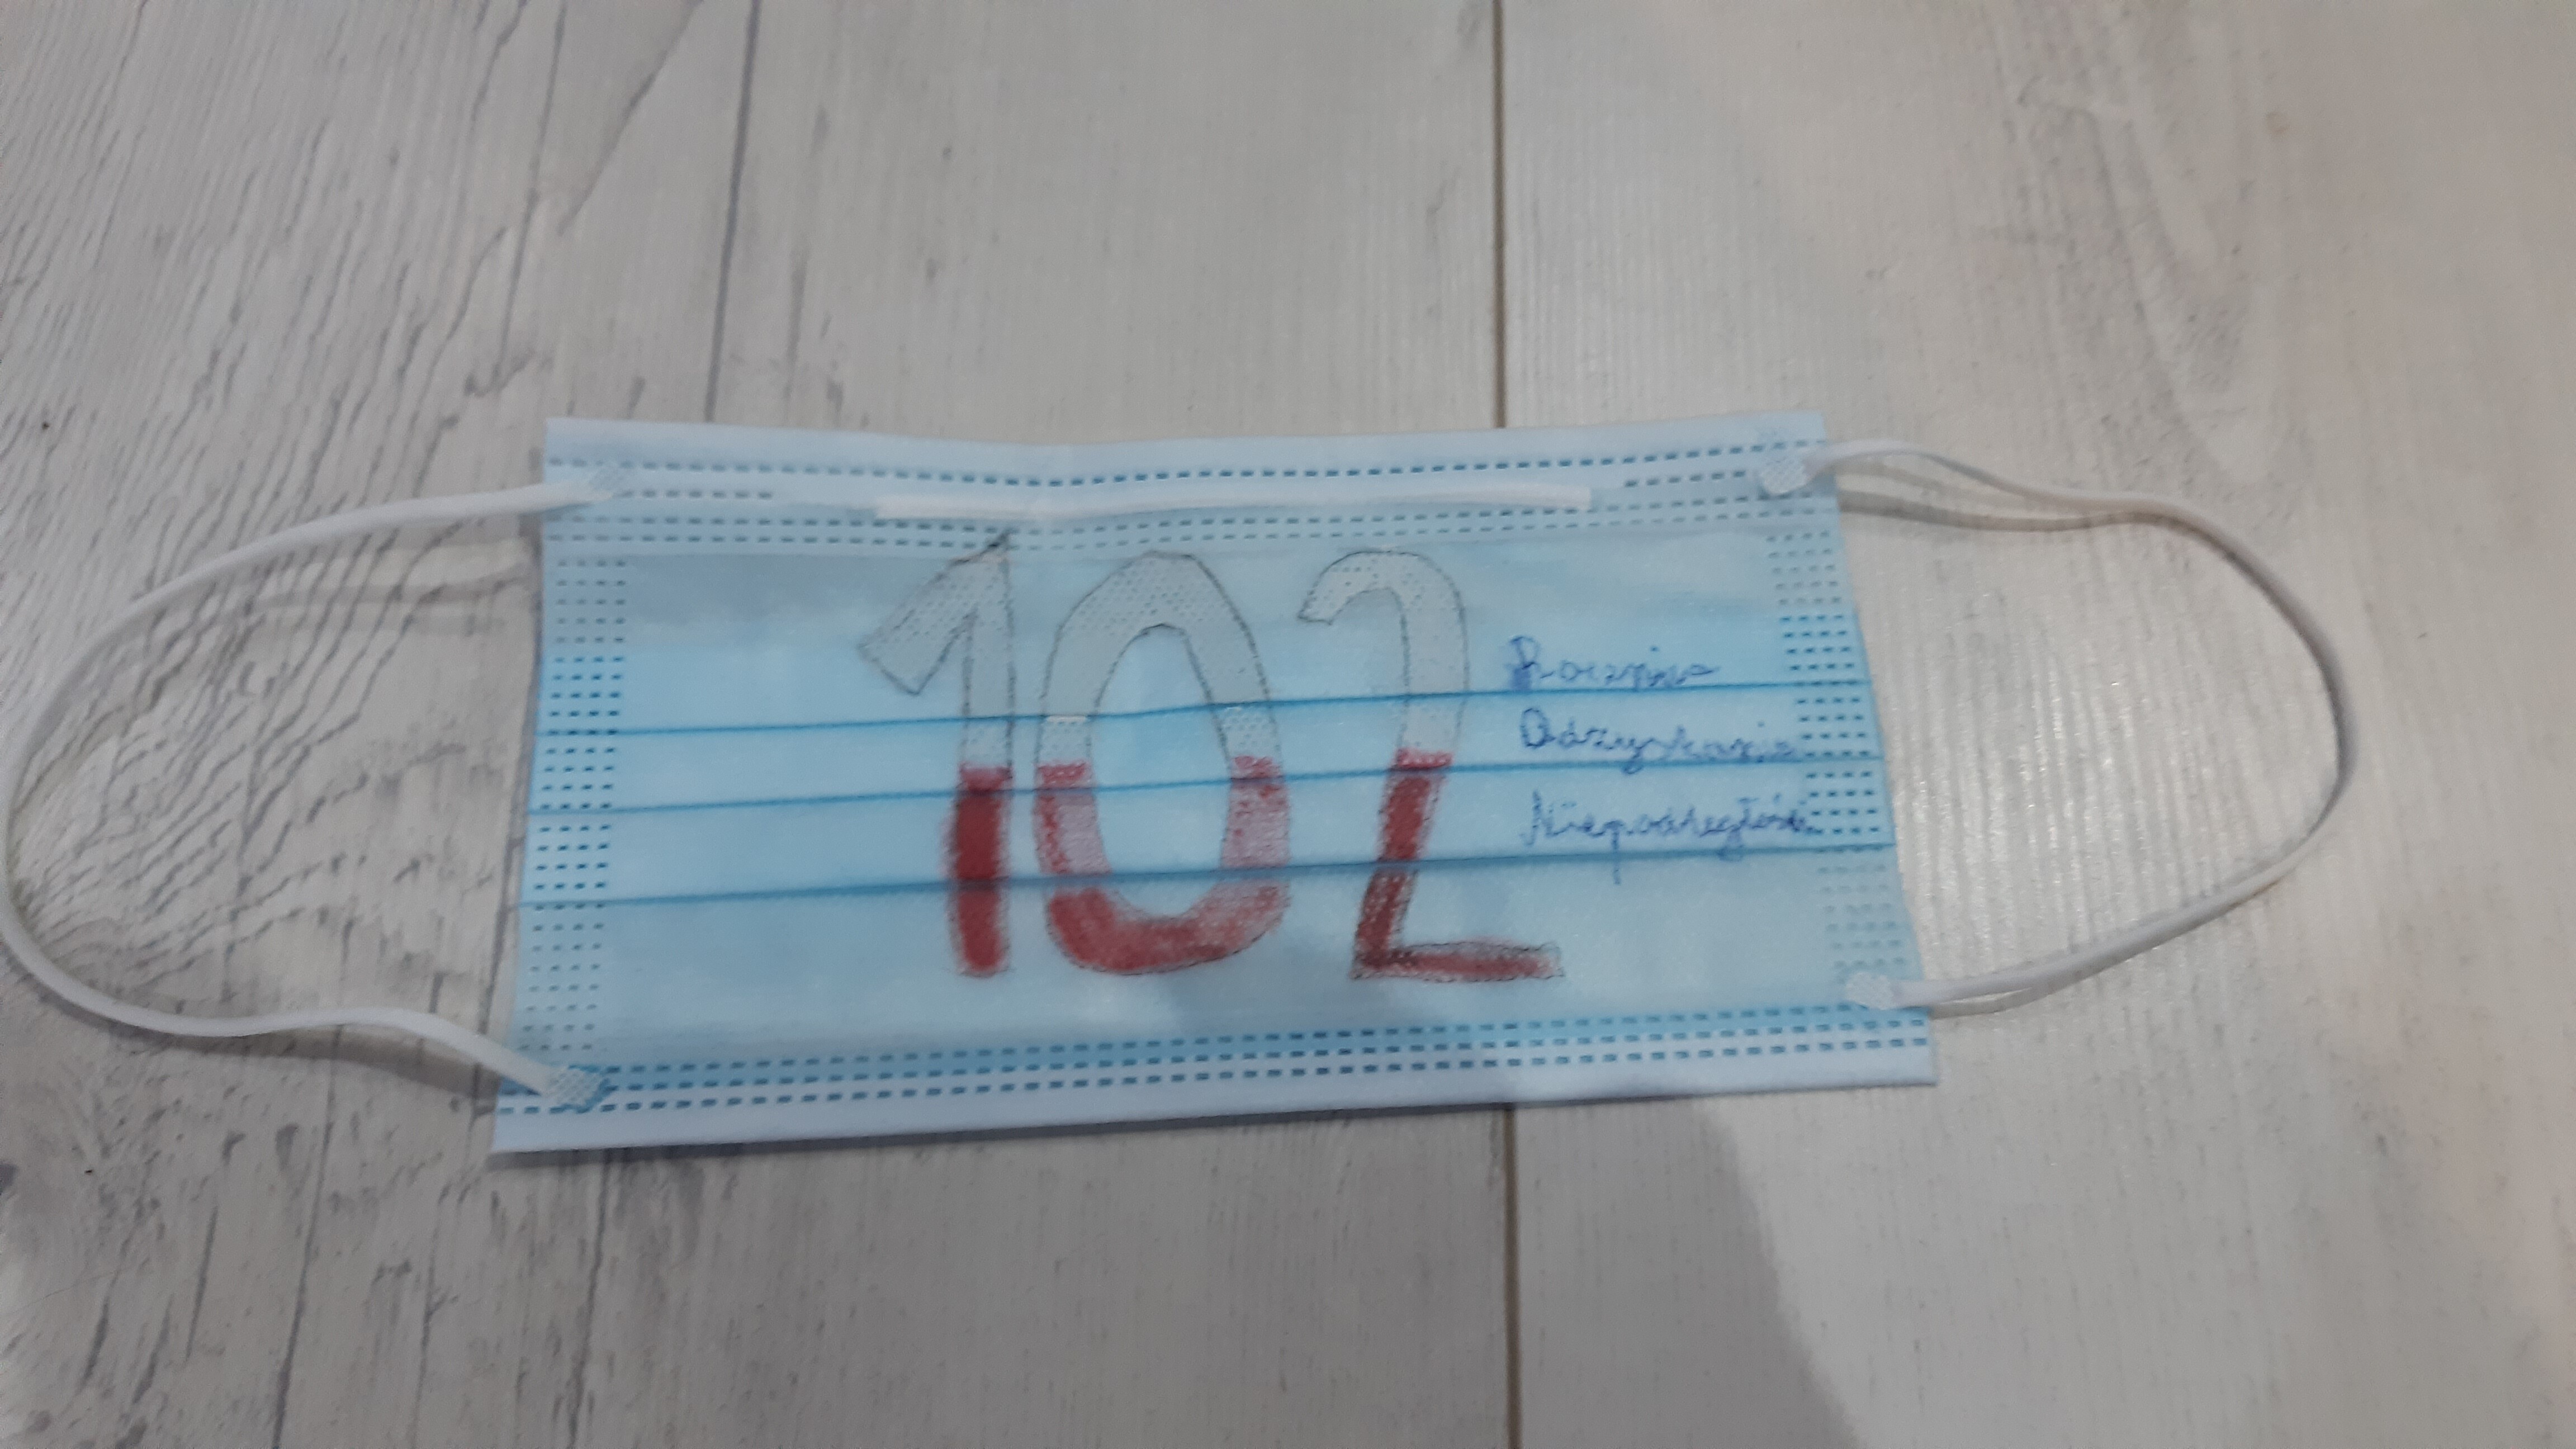 102
Rocznica
Odzyskania
Niepodległości